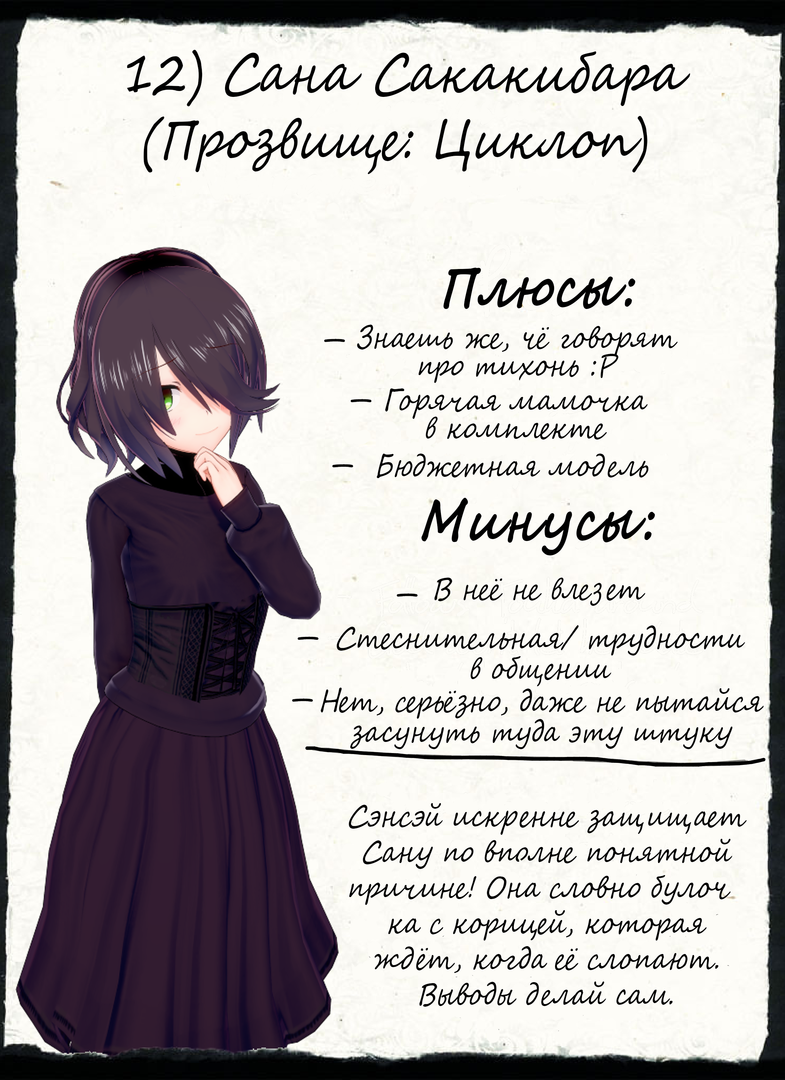 12) Сана Сакакибара
(Прозвище: Циклоп)
Плюсы:
— Знаешь же, чё говорят
про тихонь :P
— Горячая мамочка
в комплекте
— Бюджетная модель
Минусы:
— В неё не влезет
— Стеснительная/ трудности
в общении
— Нет, серьёзно, даже не пытайся
засунуть туда эту штуку
Сэнсэй искренне защищает
Сану по вполне понятной
причине! Она словно булоч
ка с корицей, которая
ждёт, когда её слопают.
Выводы делай сам.